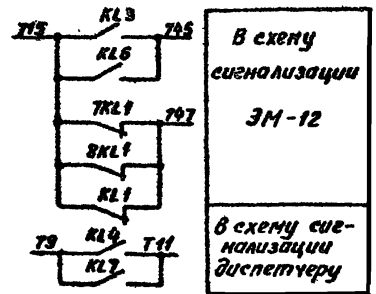 KL3
715
745
KL6
7KL1
747
8KL1
KL1
T9
KL4
T11
KL7
В схему
сигнализации
ЭМ-12
В схему сиг-
нализации
диспетчеру